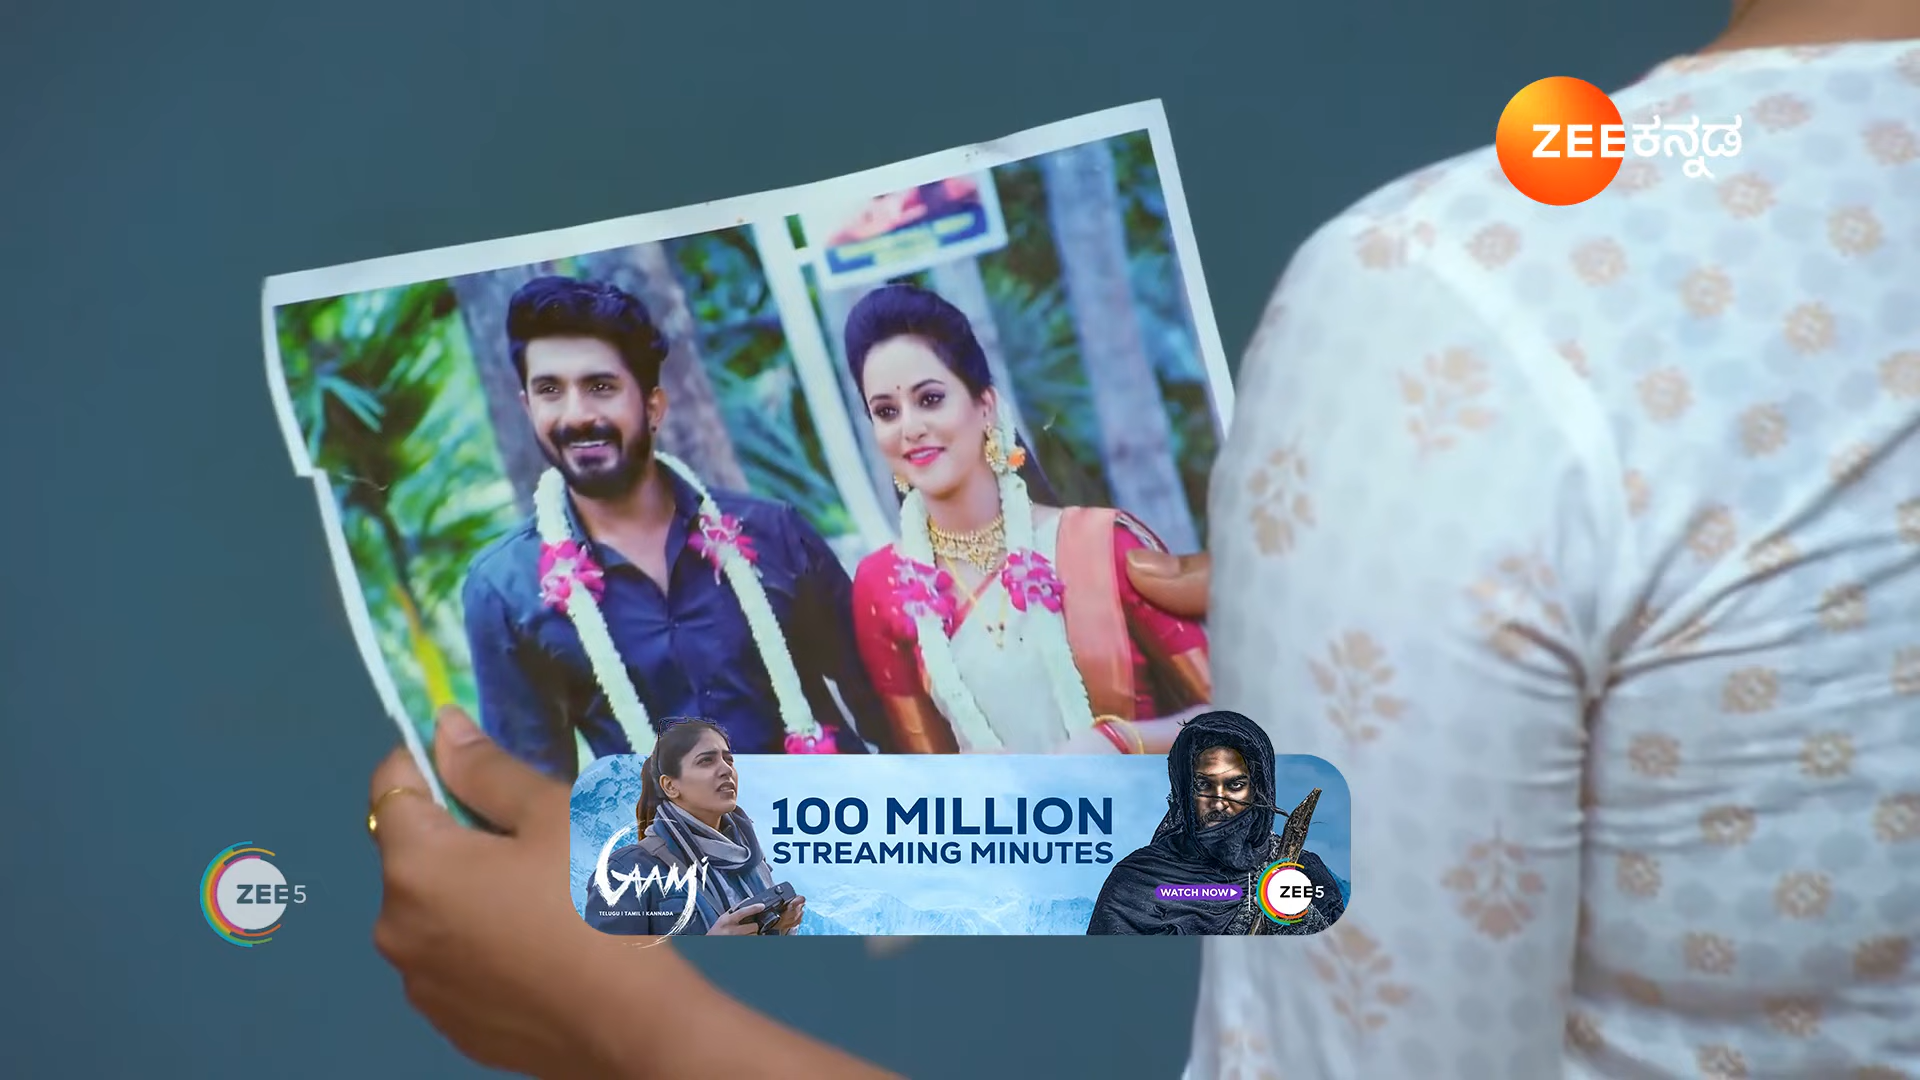 ZEEಕನ್ನಡ
100 MILLION
STREAMING MINUTES
GAAMI
TELUGU | TAMIL | KANNADA
WATCH NOW
ZEE5
ZEE5